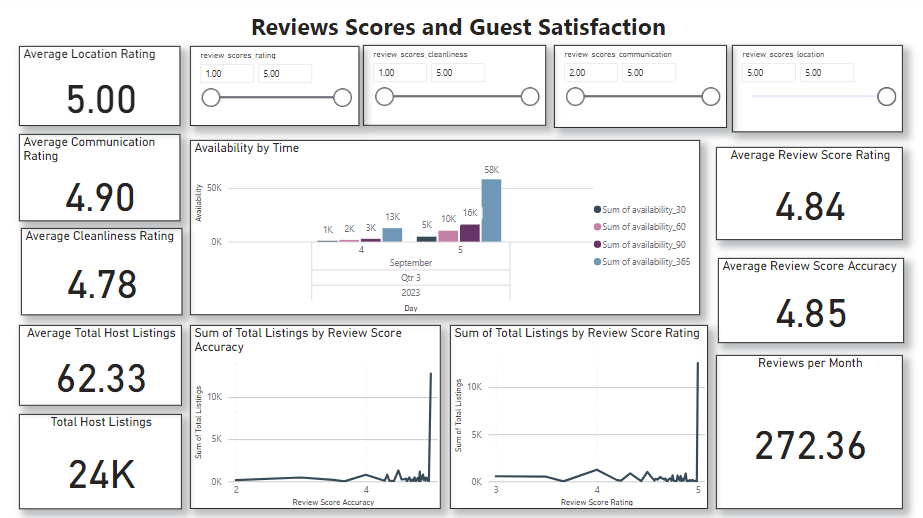 Reviews Scores and Guest Satisfaction
Average Location Rating
5.00
review_scores_rating
1.00 5.00
review_scores_cleanliness
1.00 5.00
review_scores_communication
2.00 5.00
review_scores_location
5.00 5.00
Average Communication
Rating
4.90
Average Cleanliness Rating
4.78
Availability by Time
Availability
50K
0K
1K 2K 3K 13K 5K 10K 16K 58K
4 5
September
Qtr 3
2023
Day
Sum of availability_30
Sum of availability_60
Sum of availability_90
Sum of availability_365
Average Review Score Rating
4.84
Average Review Score Accuracy
4.85
Average Total Host Listings
62.33
Total Host Listings
24K
Sum of Total Listings by Review Score
Accuracy
Sum of Total Listings
10K
5K
0K
2 4
Review Score Accuracy
Sum of Total Listings by Review Score Rating
Sum of Total Listings
10K
5K
0K
3 4 5
Review Score Rating
Reviews per Month
272.36